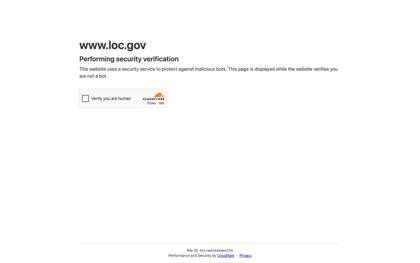 www.loc.gov
Performing security verification
This website uses a security service to protect against malicious bots. This page is displayed while the website verifies you
are not a bot.
Verify you are human
CLOUDFLARE
Ray ID:
Performance and Security by Cloudflare | Privacy